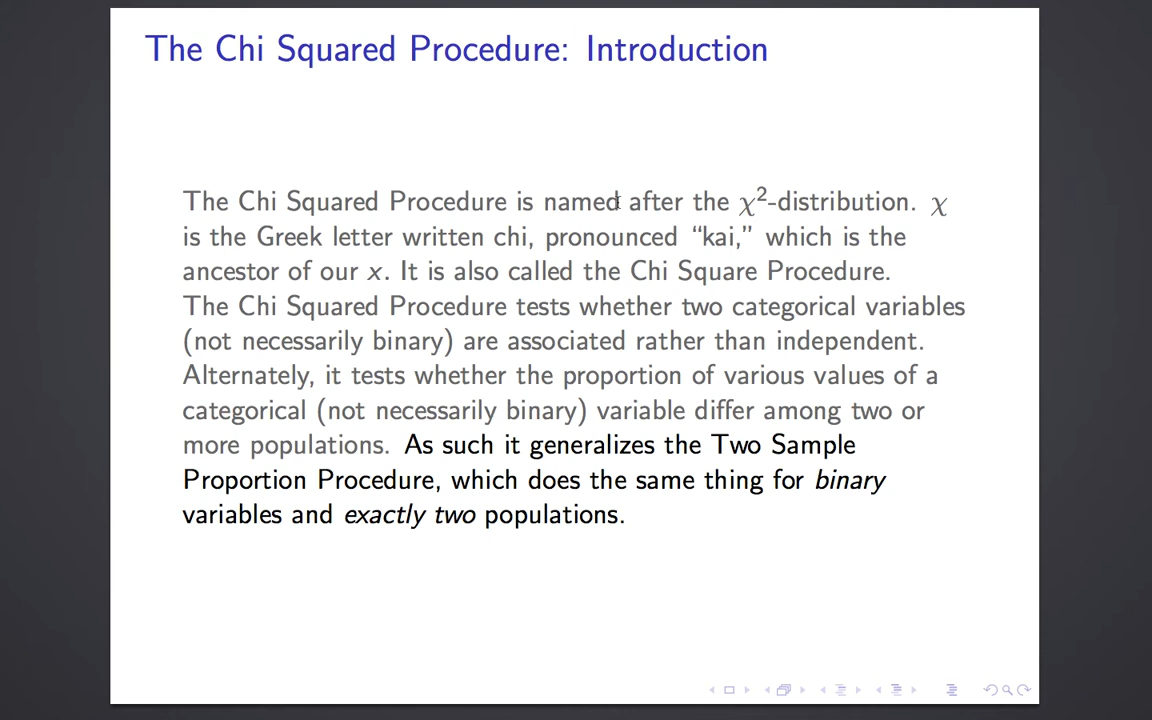 The Chi Squared Procedure: Introduction
The Chi Squared Procedure is named after the χ²-distribution. χ
is the Greek letter written chi, pronounced “kai,” which is the
ancestor of our x. It is also called the Chi Square Procedure.
The Chi Squared Procedure tests whether two categorical variables
(not necessarily binary) are associated rather than independent.
Alternately, it tests whether the proportion of various values of a
categorical (not necessarily binary) variable differ among two or
more populations. As such it generalizes the Two Sample
Proportion Procedure, which does the same thing for binary
variables and exactly two populations.